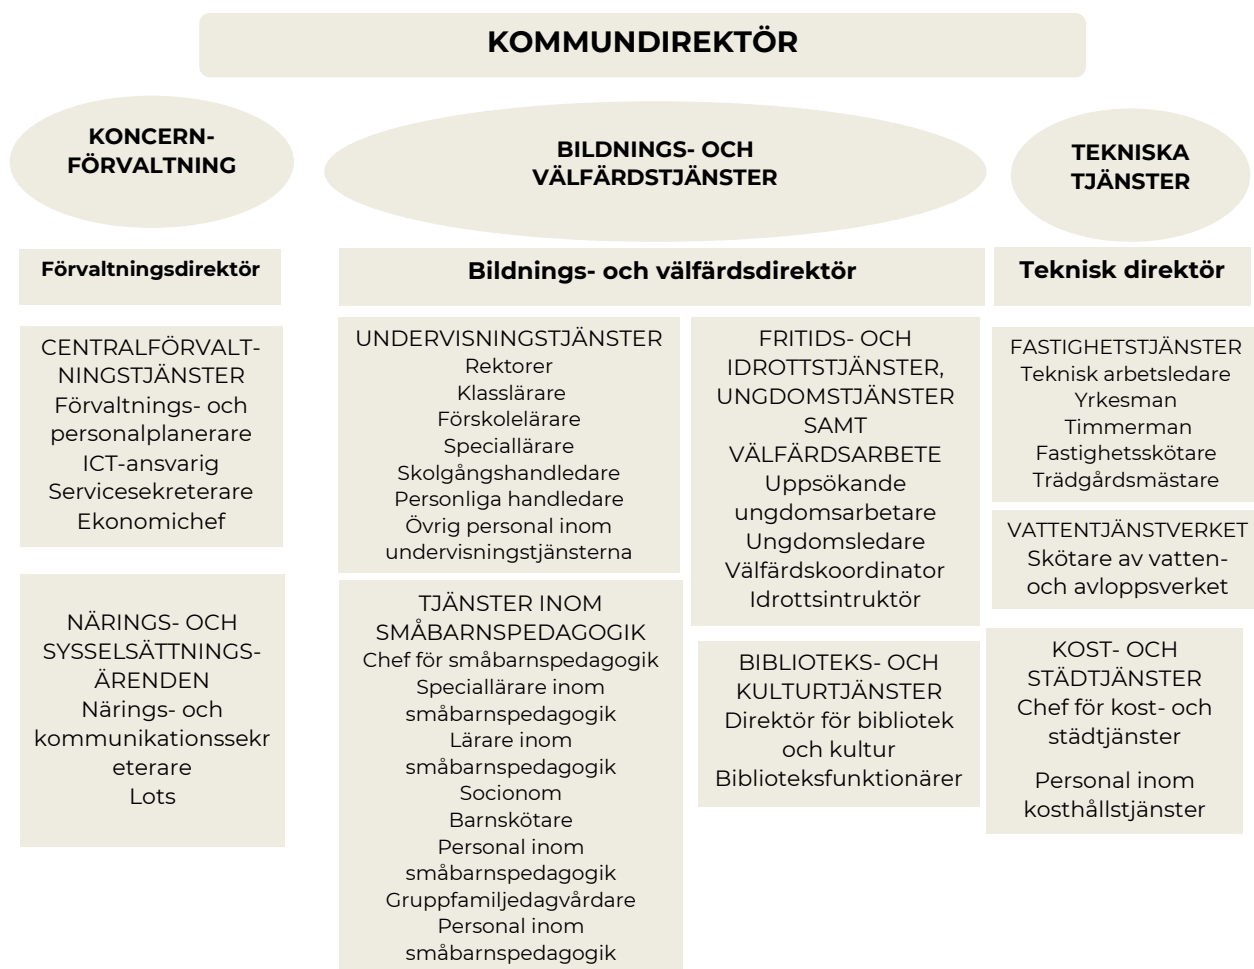 KOMMUNDIREKTÖR
KONCERN-
FÖRVALTNING
BILDNINGS- OCH
VÄLFÄRDSTJÄNSTER
TEKNISKA
TJÄNSTER
Förvaltningsdirektör
Bildnings- och välfärdsdirektör
Teknisk direktör
CENTRALFÖRVALT-
NINGSTJÄNSTER
Förvaltnings- och
personalplanerare
ICT-ansvarig
Servicesekreterare
Ekonomichef
NÄRINGS- OCH
SYSSELSÄTTNINGS-
ÄRENDEN
Närings- och
kommunikationssekr
eterare
Lots
UNDERVISNINGSTJÄNSTER
Rektorer
Klasslärare
Förskolelärare
Speciallärare
Skolgångshandledare
Personliga handledare
Övrig personal inom
undervisningstjänsterna
TJÄNSTER INOM
SMÅBARNSPEDAGOGIK
Chef för småbarnspedagogik
Speciallärare inom
småbarnspedagogik
Lärare inom
småbarnspedagogik
Socionom
Barnskötare
Personal inom
småbarnspedagogik
Gruppfamiljedagvårdare
Personal inom
småbarnspedagogik
FRITIDS- OCH
IDROTTSTJÄNSTER,
UNGDOMSTJÄNSTER
SAMT
VÄLFÄRDSARBETE
Uppsökande
ungdomsarbetare
Ungdomsledare
Välfärdskoordinator
Idrottsintruktör
BIBLIOTEKS- OCH
KULTURTJÄNSTER
Direktör för bibliotek
och kultur
Biblioteksfunktionärer
FASTIGHETSTJÄNSTER
Teknisk arbetsledare
Yrkesman
Timmerman
Fastighetsskötare
Trädgårdsmästare
VATTENTJÄNSTVERKET
Skötare av vatten-
och avloppsverket
KOST- OCH
STÄDTJÄNSTER
Chef för kost- och
städtjänster
Personal inom
kosthållstjänster